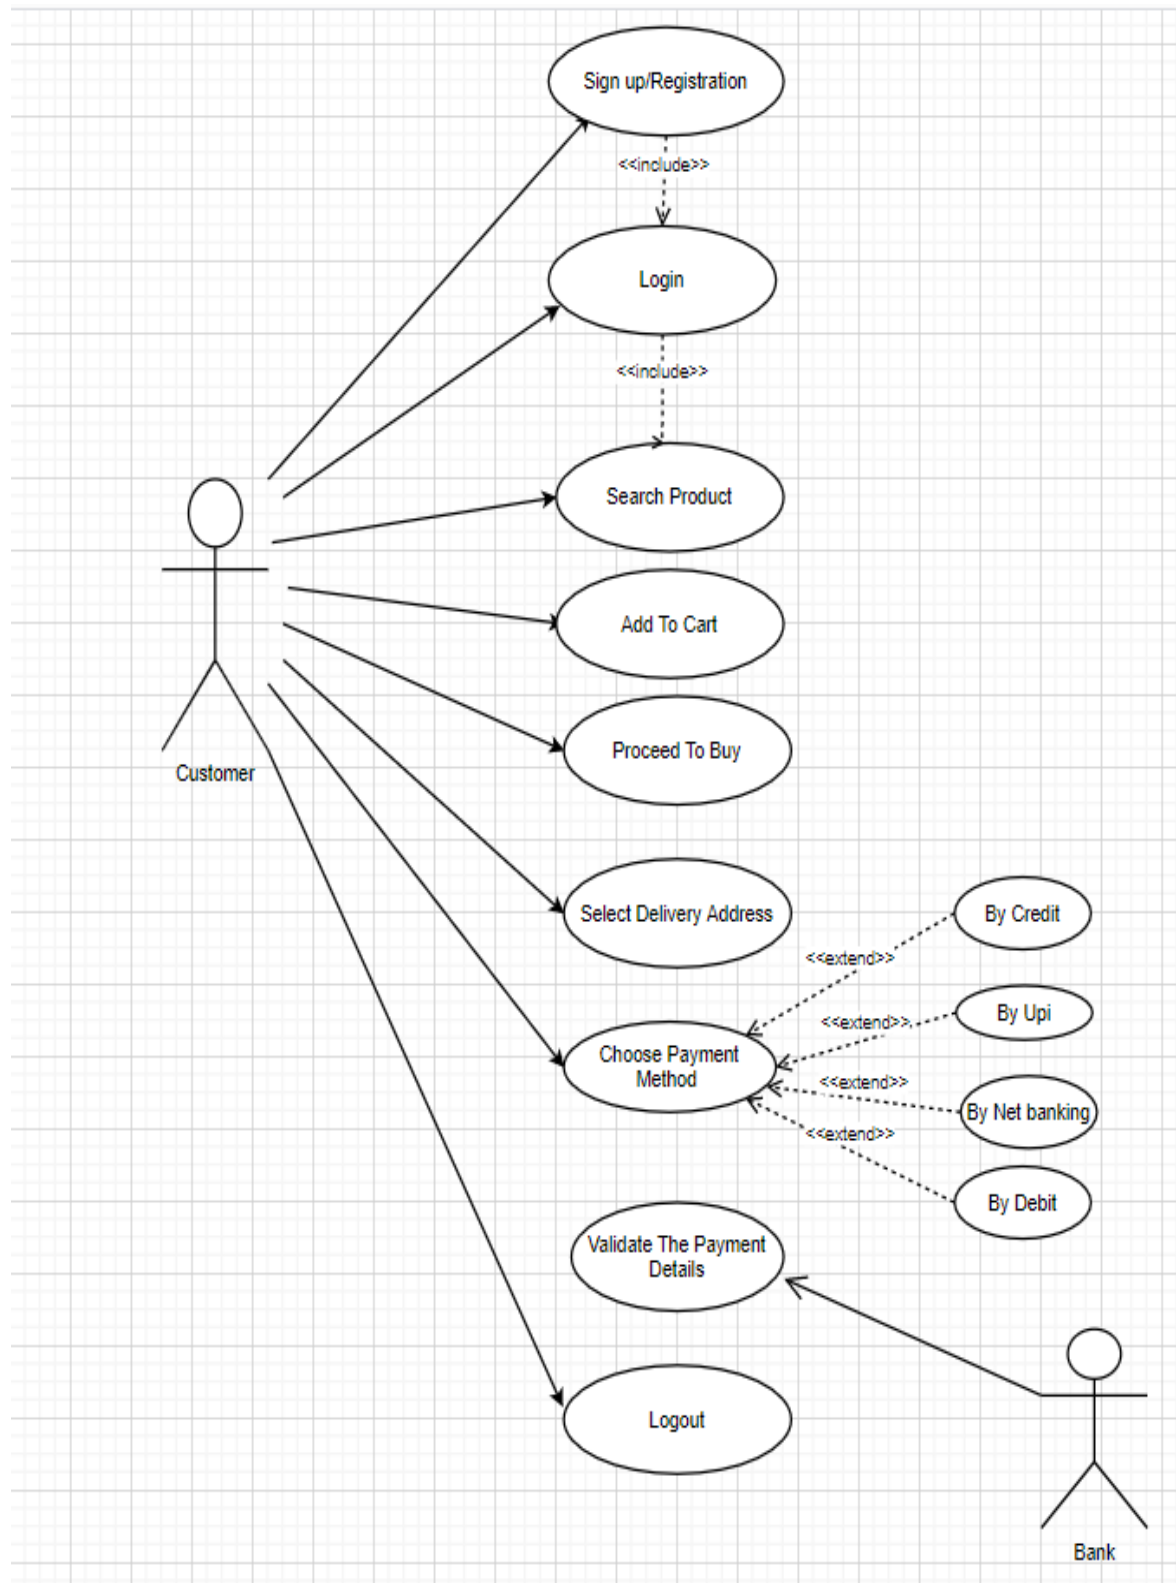 Sign up/Registration
<<include>>
Login
<<include>>
Search Product
Add To Cart
Proceed To Buy
Customer
Select Delivery Address
By Credit
<<extend>>
By Upi
<<extend>>
Choose Payment
Method
<<extend>>
By Net banking
<<extend>>
By Debit
Validate The Payment
Details
Logout
Bank